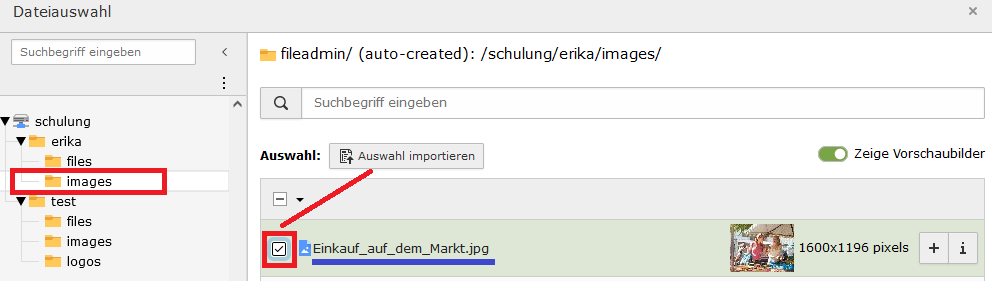 Dateiauswahl
Suchbegriff eingeben
schulung
erika
files
images
test
files
images
logos
fileadmin/ (auto-created): /schulung/erika/images/
Suchbegriff eingeben
Auswahl: Auswahl importieren
Zeige Vorschaubilder
Einkauf_auf_dem_Markt.jpg 1600x1196 pixels